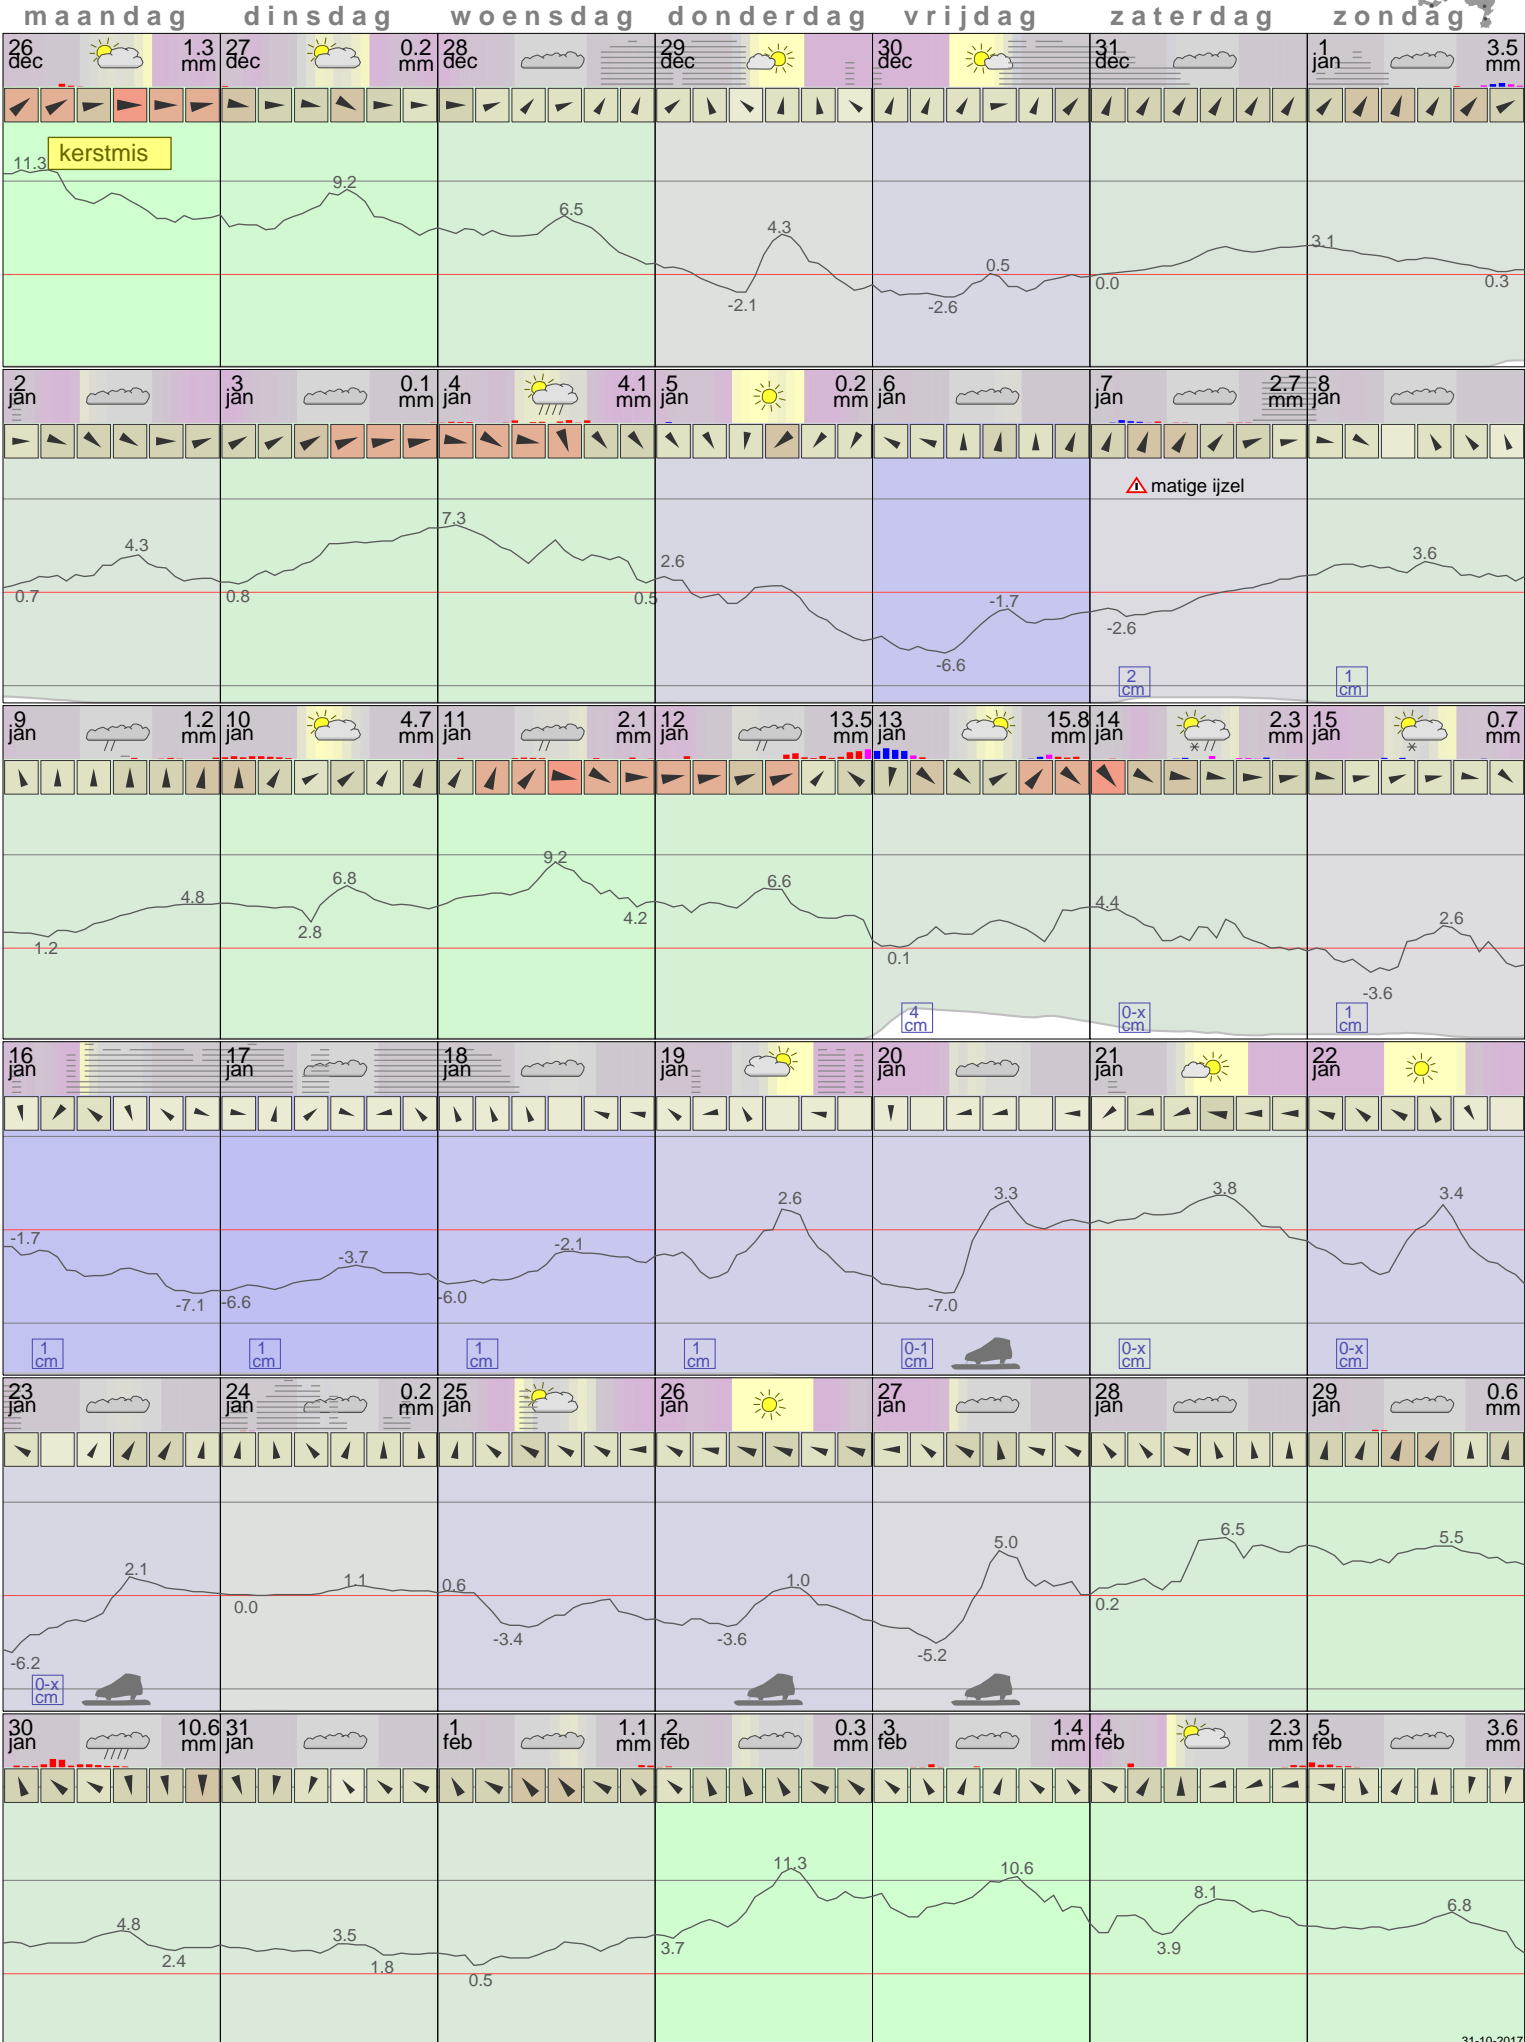 maandag dinsdag woensdag donderdag vrijdag zaterdag zondag
26 dec 1.3 mm 27 dec 0.2 mm 28 dec 29 dec 30 dec 31 dec 1 jan 3.5 mm
kerstmis
11.3 9.2 6.5 4.3 0.5 3.1
-2.1 -2.6 0.0 0.3
2 jan 3 jan 0.1 mm 4 jan 4.1 mm 5 jan 0.2 mm 6 jan 7 jan 2.7 mm 8 jan
matige ijzel
4.3 7.3 2.6 -1.7 3.6
0.7 0.8 0.5 -6.6 -2.6
2 cm 1 cm
9 jan 1.2 mm 10 jan 4.7 mm 11 jan 2.1 mm 12 jan 13.5 mm 13 jan 15.8 mm 14 jan 2.3 mm 15 jan 0.7 mm
4.8 6.8 9.2 6.6 4.4 2.6
1.2 2.8 4.2 0.1 -3.6
4 cm 0-x cm 1 cm
16 jan 17 jan 18 jan 19 jan 20 jan 21 jan 22 jan
-1.7 -3.7 -2.1 2.6 3.3 3.8 3.4
-7.1 -6.6 -6.0 -7.0
1 cm 1 cm 1 cm 1 cm 0-1 cm 0-x cm 0-x cm
23 jan 24 jan 0.2 mm 25 jan 26 jan 27 jan 28 jan 29 jan 0.6 mm
2.1 1.1 0.6 1.0 5.0 6.5 5.5
-6.2 0.0 -3.4 -3.6 -5.2 0.2
0-x cm
30 jan 10.6 mm 31 jan 1 feb 1.1 mm 2 feb 0.3 mm 3 feb 1.4 mm 4 feb 2.3 mm 5 feb 3.6 mm
4.8 3.5 11.3 10.6 8.1 6.8
2.4 1.8 0.5 3.7 3.9
31-10-2017